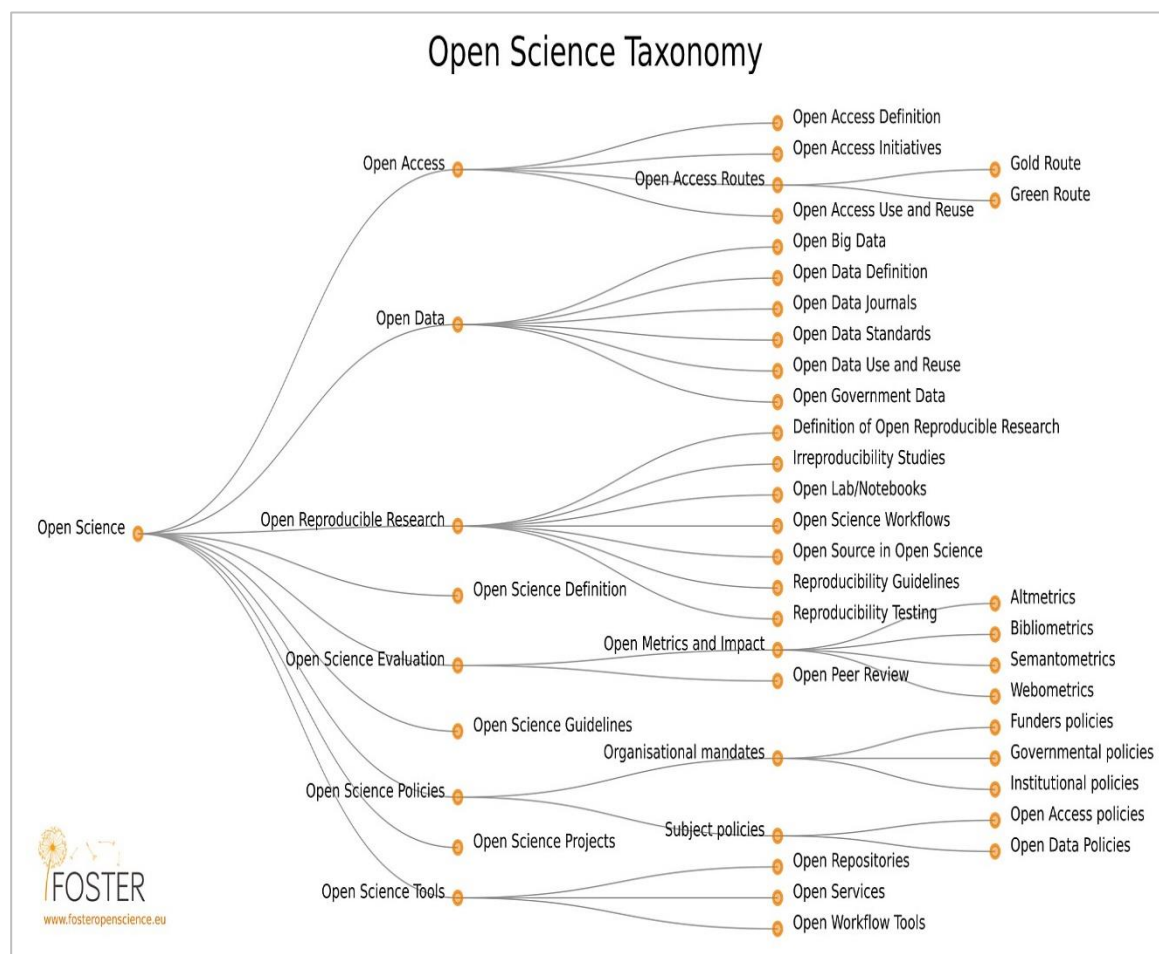 Open Science Taxonomy
Open Science
Open Access
Open Access Definition
Open Access Initiatives
Open Access Routes
Gold Route
Green Route
Open Access Use and Reuse
Open Data
Open Big Data
Open Data Definition
Open Data Journals
Open Data Standards
Open Data Use and Reuse
Open Government Data
Open Reproducible Research
Definition of Open Reproducible Research
Irreproducibility Studies
Open Lab/Notebooks
Open Science Workflows
Open Source in Open Science
Reproducibility Guidelines
Reproducibility Testing
Open Science Definition
Open Science Evaluation
Open Metrics and Impact
Altmetrics
Bibliometrics
Semantometrics
Webometrics
Open Peer Review
Open Science Guidelines
Open Science Policies
Organisational mandates
Funders policies
Governmental policies
Institutional policies
Subject policies
Open Access policies
Open Data Policies
Open Science Projects
Open Science Tools
Open Repositories
Open Services
Open Workflow Tools
FOSTER
www.fosteropenscience.eu